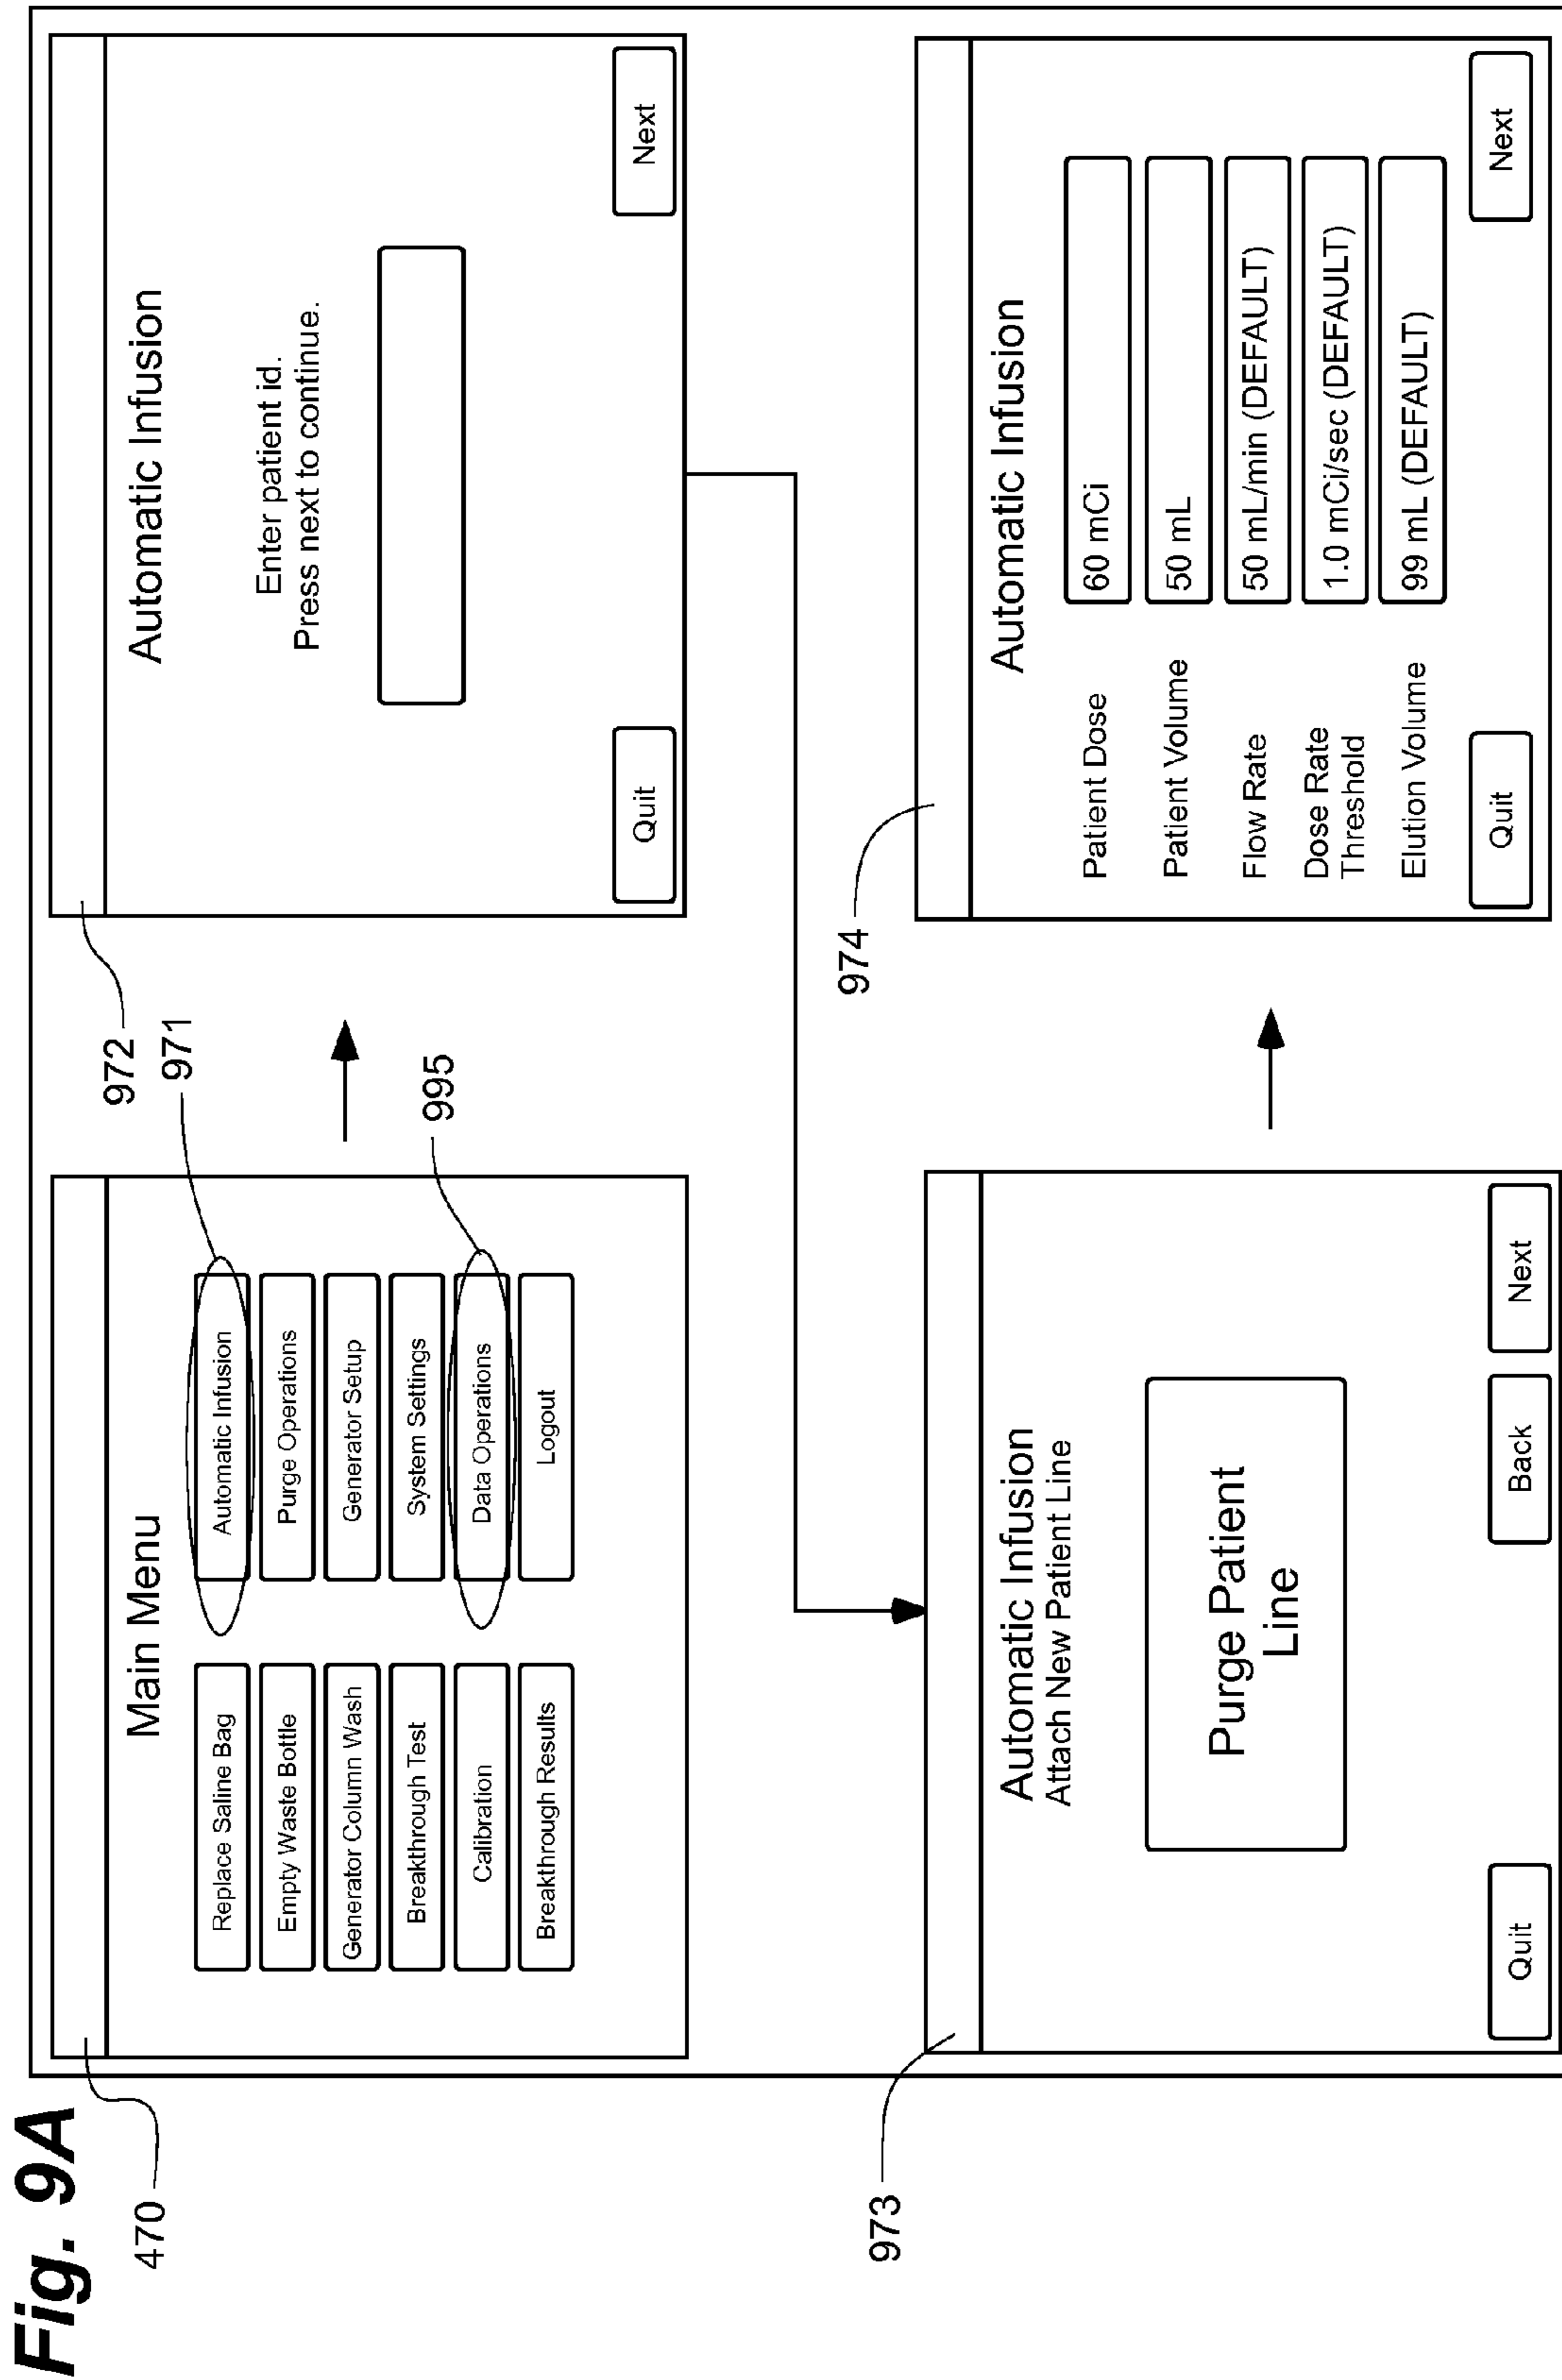 Fig. 9A
470
Main Menu
Replace Saline Bag
Automatic Infusion
Empty Waste Bottle
Purge Operations
Generator Column Wash
Generator Setup
Breakthrough Test
System Settings
Calibration
Data Operations
Breakthrough Results
Logout
971
995
972
Automatic Infusion
Enter patient id.
Press next to continue.
Quit
Next
973
Automatic Infusion
Attach New Patient Line
Purge Patient
Line
Quit
Back
Next
974
Automatic Infusion
Patient Dose
60 mCi
Patient Volume
50 mL
Flow Rate
50 mL/min (DEFAULT)
Dose Rate
Threshold
1.0 mCi/sec (DEFAULT)
Elution Volume
99 mL (DEFAULT)
Quit
Next